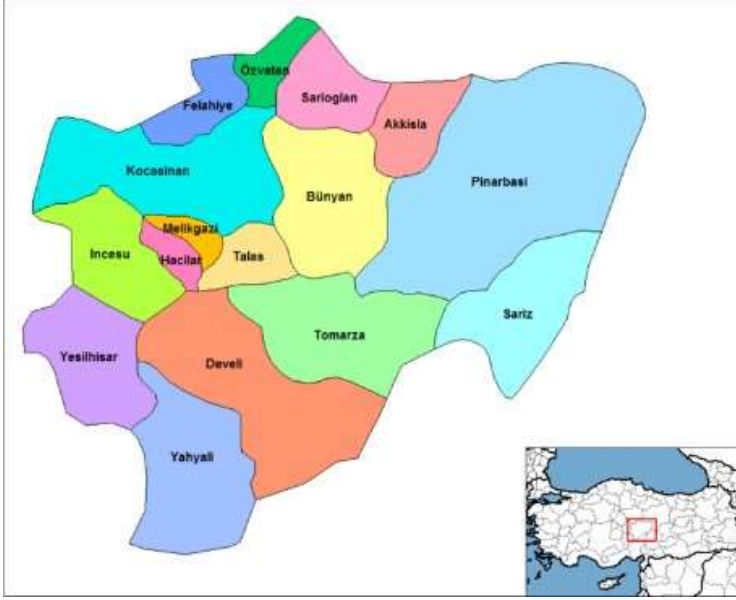 Özvatan
Sarioglan
Felahiye
Akkisla
Kocasinan
Pinarbasi
Bünyan
Melikgazi
Incesu
Hacilar
Talas
Sariz
Tomarza
Yesilhisar
Develi
Yahyali